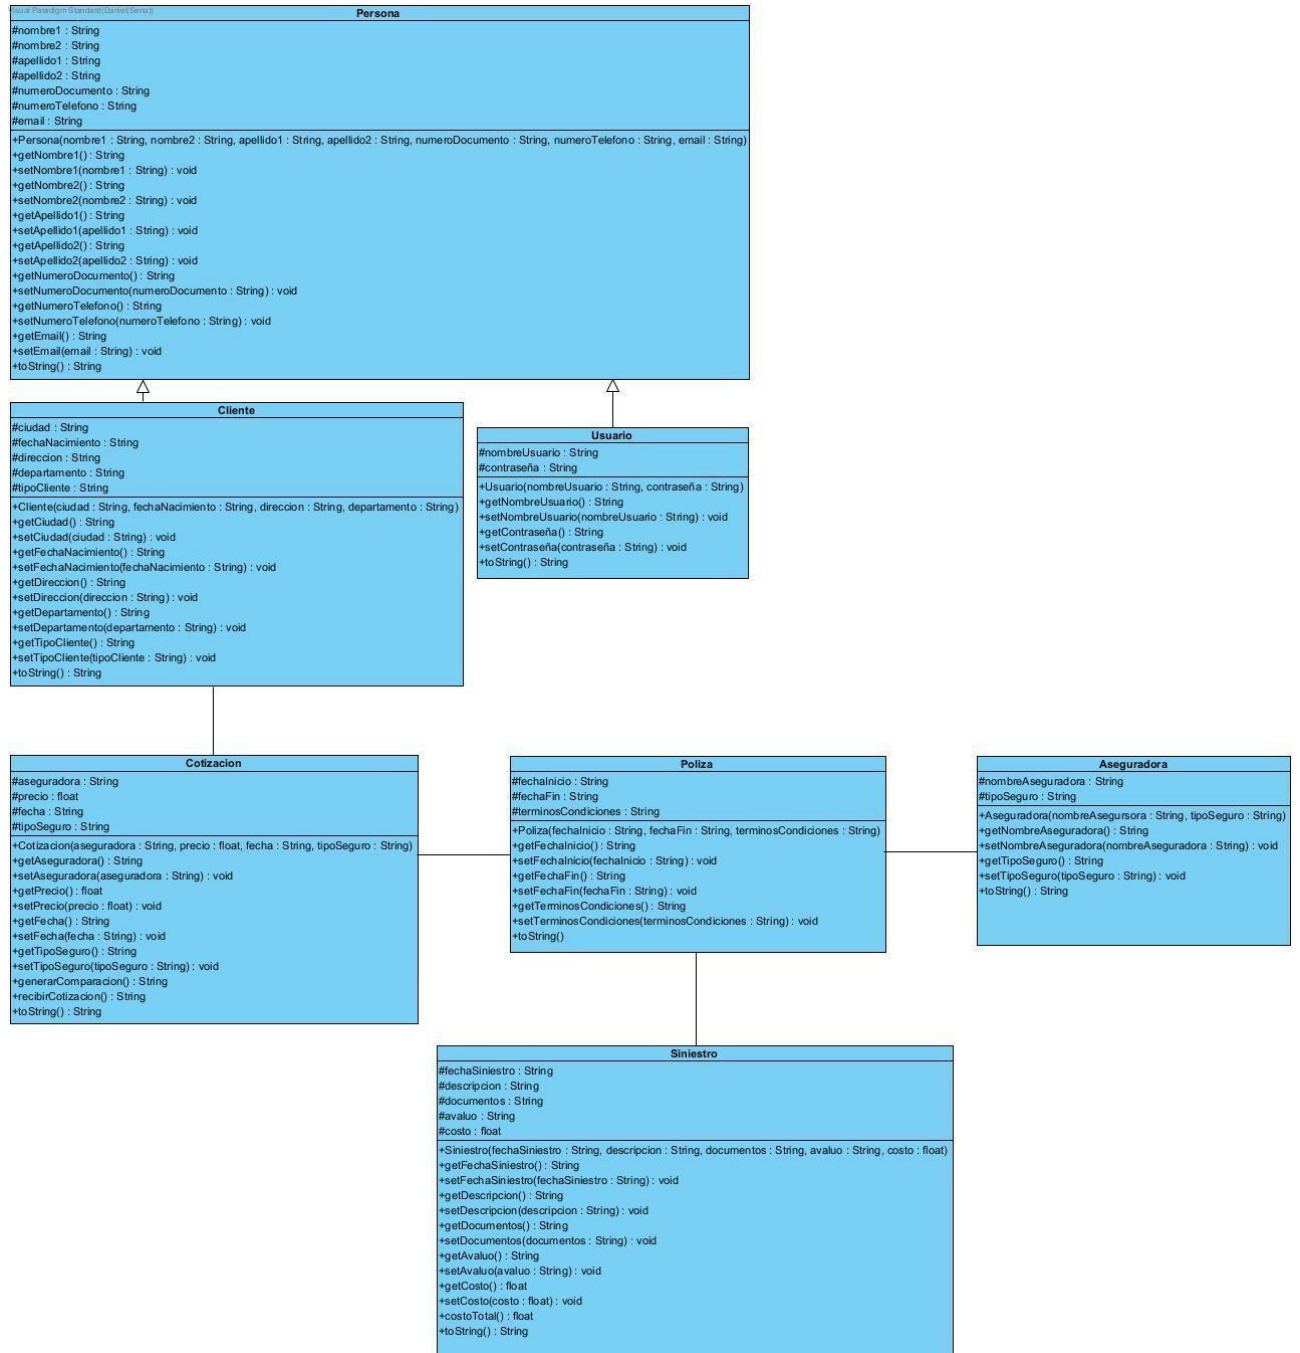 Visual Paradigm Standard(Daniel(Sena))
Persona
#nombre1 : String
#nombre2 : String
#apellido1 : String
#apellido2 : String
#numeroDocumento : String
#numeroTelefono : String
#email : String
+Persona(nombre1 : String, nombre2 : String, apellido1 : String, apellido2 : String, numeroDocumento : String, numeroTelefono : String, email : String)
+getNombre1() : String
+setNombre1(nombre1 : String) : void
+getNombre2() : String
+setNombre2(nombre2 : String) : void
+getApellido1() : String
+setApellido1(apellido1 : String) : void
+getApellido2() : String
+setApellido2(apellido2 : String) : void
+getNumeroDocumento() : String
+setNumeroDocumento(numeroDocumento : String) : void
+getNumeroTelefono() : String
+setNumeroTelefono(numeroTelefono : String) : void
+getEmail() : String
+setEmail(email : String) : void
+toString() : String
Cliente
#ciudad : String
#fechaNacimiento : String
#direccion : String
#departamento : String
#tipoCliente : String
+Cliente(ciudad : String, fechaNacimiento : String, direccion : String, departamento : String)
+getCiudad() : String
+setCiudad(ciudad : String) : void
+getFechaNacimiento() : String
+setFechaNacimiento(fechaNacimiento : String) : void
+getDireccion() : String
+setDireccion(direccion : String) : void
+getDepartamento() : String
+setDepartamento(departamento : String) : void
+getTipoCliente() : String
+setTipoCliente(tipoCliente : String) : void
+toString() : String
Usuario
#nombreUsuario : String
#contraseña : String
+Usuario(nombreUsuario : String, contraseña : String)
+getNombreUsuario() : String
+setNombreUsuario(nombreUsuario : String) : void
+getContraseña() : String
+setContraseña(contraseña : String) : void
+toString() : String
Cotizacion
#aseguradora : String
#precio : float
#fecha : String
#tipoSeguro : String
+Cotizacion(aseguradora : String, precio : float, fecha : String, tipoSeguro : String)
+getAseguradora() : String
+setAseguradora(aseguradora : String) : void
+getPrecio() : float
+setPrecio(precio : float) : void
+getFecha() : String
+setFecha(fecha : String) : void
+getTipoSeguro() : String
+setTipoSeguro(tipoSeguro : String) : void
+generarComparacion() : String
+recibirCotizacion() : String
+toString() : String
Poliza
#fechaInicio : String
#fechaFin : String
#terminosCondiciones : String
+Poliza(fechaInicio : String, fechaFin : String, terminosCondiciones : String)
+getFechaInicio() : String
+setFechaInicio(fechaInicio : String) : void
+getFechaFin() : String
+setFechaFin(fechaFin : String) : void
+getTerminosCondiciones() : String
+setTerminosCondiciones(terminosCondiciones : String) : void
+toString()
Aseguradora
#nombreAseguradora : String
#tipoSeguro : String
+Aseguradora(nombreAsegursora : String, tipoSeguro : String)
+getNombreAseguradora() : String
+setNombreAseguradora(nombreAseguradora : String) : void
+getTipoSeguro() : String
+setTipoSeguro(tipoSeguro : String) : void
+toString() : String
Siniestro
#fechaSiniestro : String
#descripcion : String
#documentos : String
#avaluo : String
#costo : float
+Siniestro(fechaSiniestro : String, descripcion : String, documentos : String, avaluo : String, costo : float)
+getFechaSiniestro() : String
+setFechaSiniestro(fechaSiniestro : String) : void
+getDescripcion() : String
+setDescripcion(descripcion : String) : void
+getDocumentos() : String
+setDocumentos(documentos : String) : void
+getAvaluo() : String
+setAvaluo(avaluo : String) : void
+getCosto() : float
+setCosto(costo : float) : void
+costoTotal() : float
+toString() : String